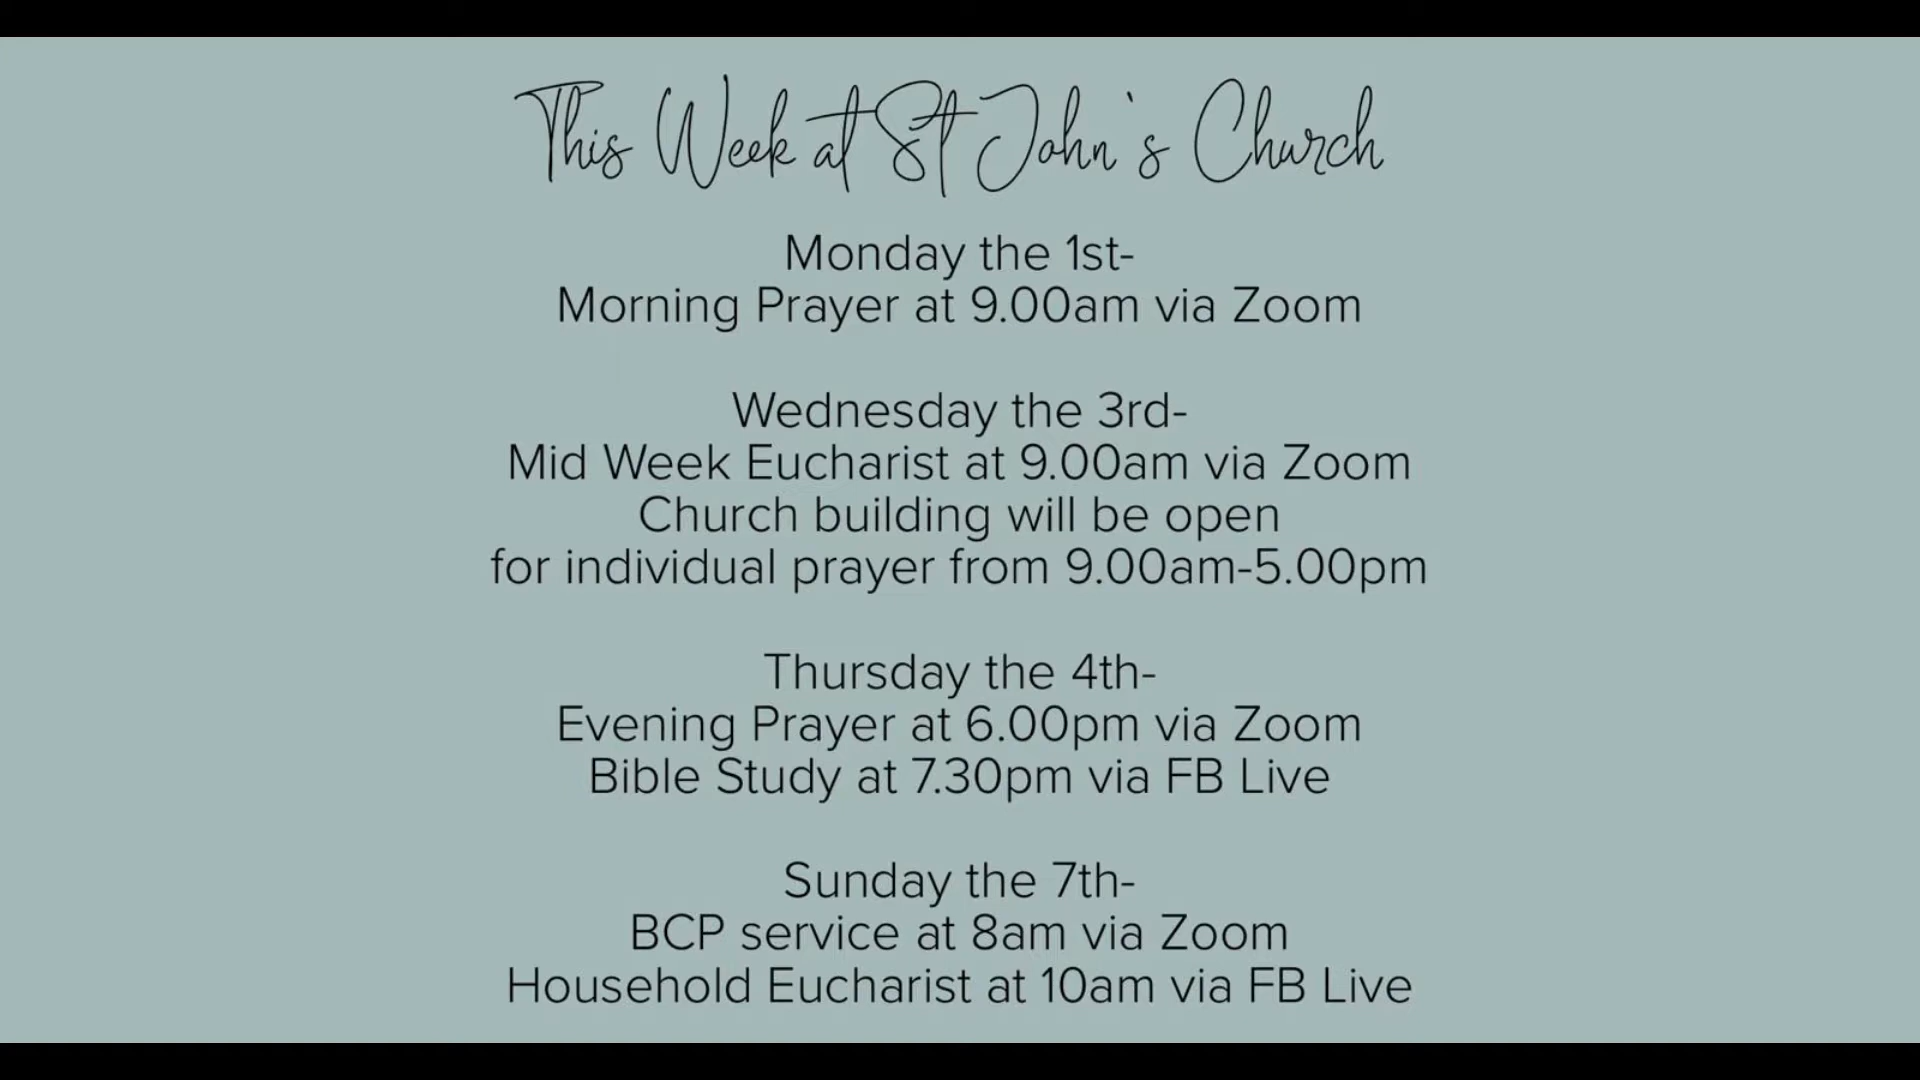 This Week at St John's Church
Monday the 1st-
Morning Prayer at 9.00am via Zoom
Wednesday the 3rd-
Mid Week Eucharist at 9.00am via Zoom
Church building will be open
for individual prayer from 9.00am-5.00pm
Thursday the 4th-
Evening Prayer at 6.00pm via Zoom
Bible Study at 7.30pm via FB Live
Sunday the 7th-
BCP service at 8am via Zoom
Household Eucharist at 10am via FB Live